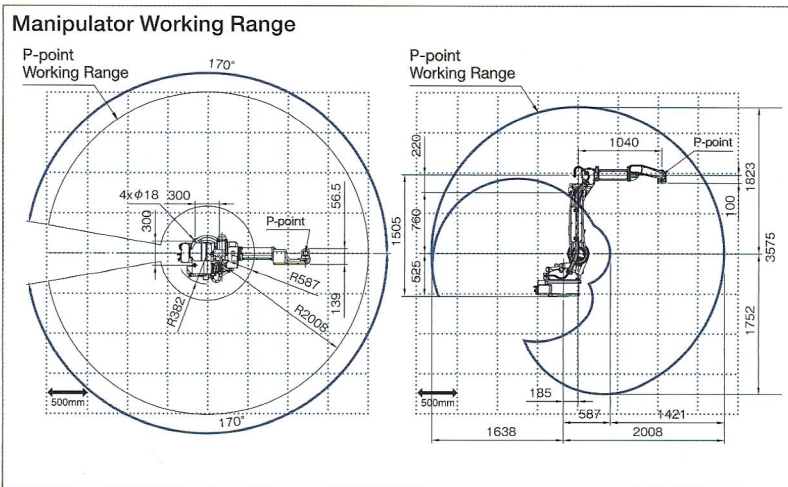 Manipulator Working Range
P-point
Working Range
170°
4xφ18
300
300
P-point
56.5
R587
139
R382
R2008
500mm
170°
P-point
Working Range
220
1040
P-point
1823
100
760
1505
3575
525
1752
185
500mm
587
1421
1638
2008